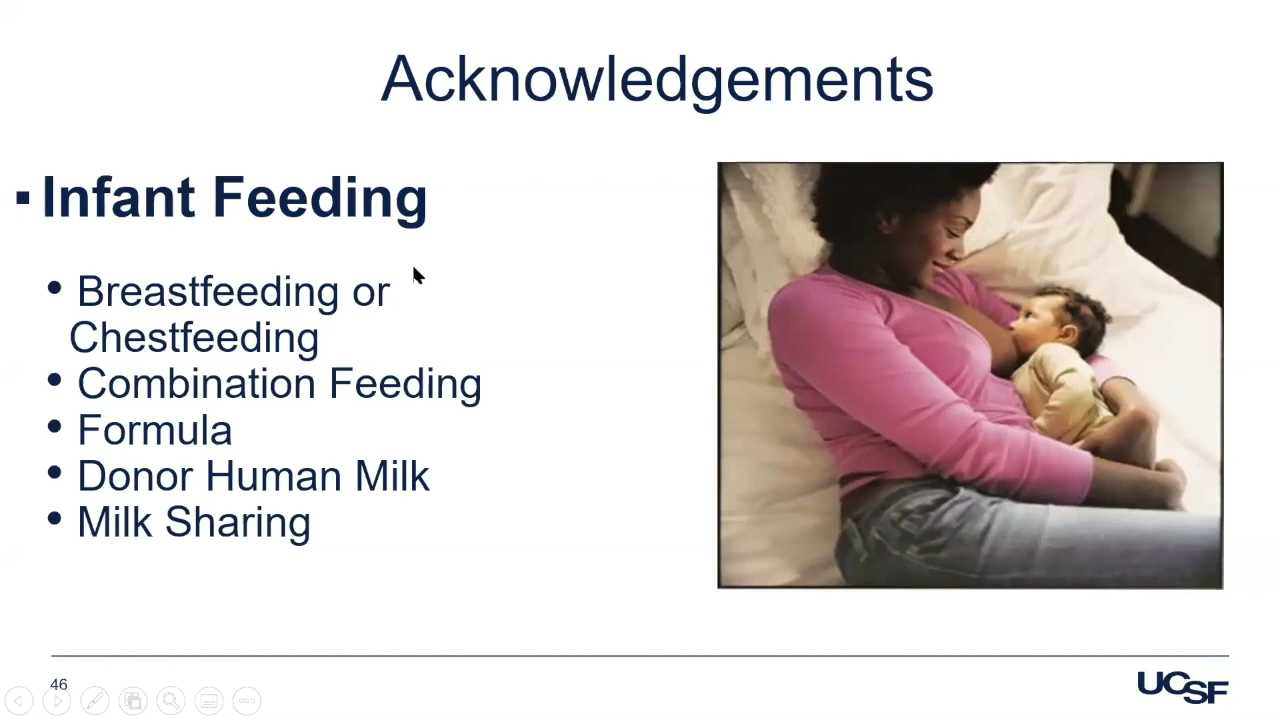 Acknowledgements
▪ Infant Feeding
• Breastfeeding or
Chestfeeding
• Combination Feeding
• Formula
• Donor Human Milk
• Milk Sharing
46
UCSF